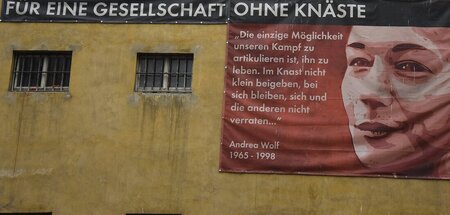 FÜR EINE GESELLSCHAFT OHNE KNÄSTE
„Die einzige Möglichkeit
unseren Kampf zu
artikulieren ist, ihn zu
leben. Im Knast nicht
klein beigeben, bei
sich bleiben, sich und
die anderen nicht
verraten..."
Andrea Wolf
1965 - 1998